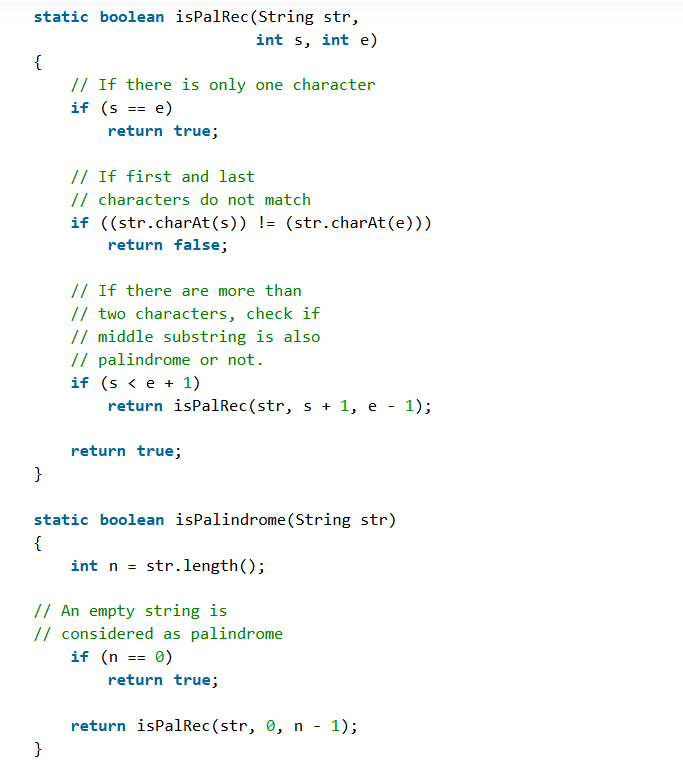 static boolean isPalRec(String str,
                        int s, int e)
{
    // If there is only one character
    if (s == e)
        return true;

    // If first and last
    // characters do not match
    if ((str.charAt(s)) != (str.charAt(e)))
        return false;

    // If there are more than
    // two characters, check if
    // middle substring is also
    // palindrome or not.
    if (s < e + 1)
        return isPalRec(str, s + 1, e - 1);

    return true;
}

static boolean isPalindrome(String str)
{
    int n = str.length();

// An empty string is
// considered as palindrome
    if (n == 0)
        return true;

    return isPalRec(str, 0, n - 1);
}